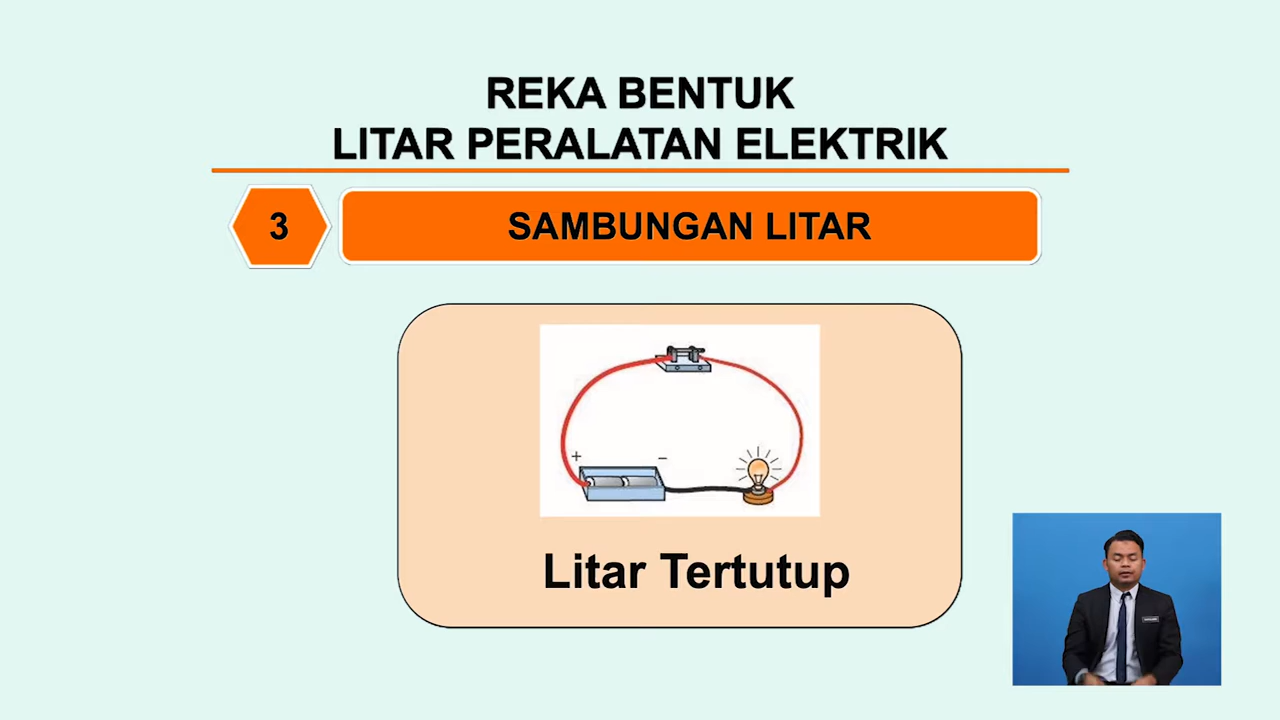 REKA BENTUK
LITAR PERALATAN ELEKTRIK
3
SAMBUNGAN LITAR
+
−
Litar Tertutup